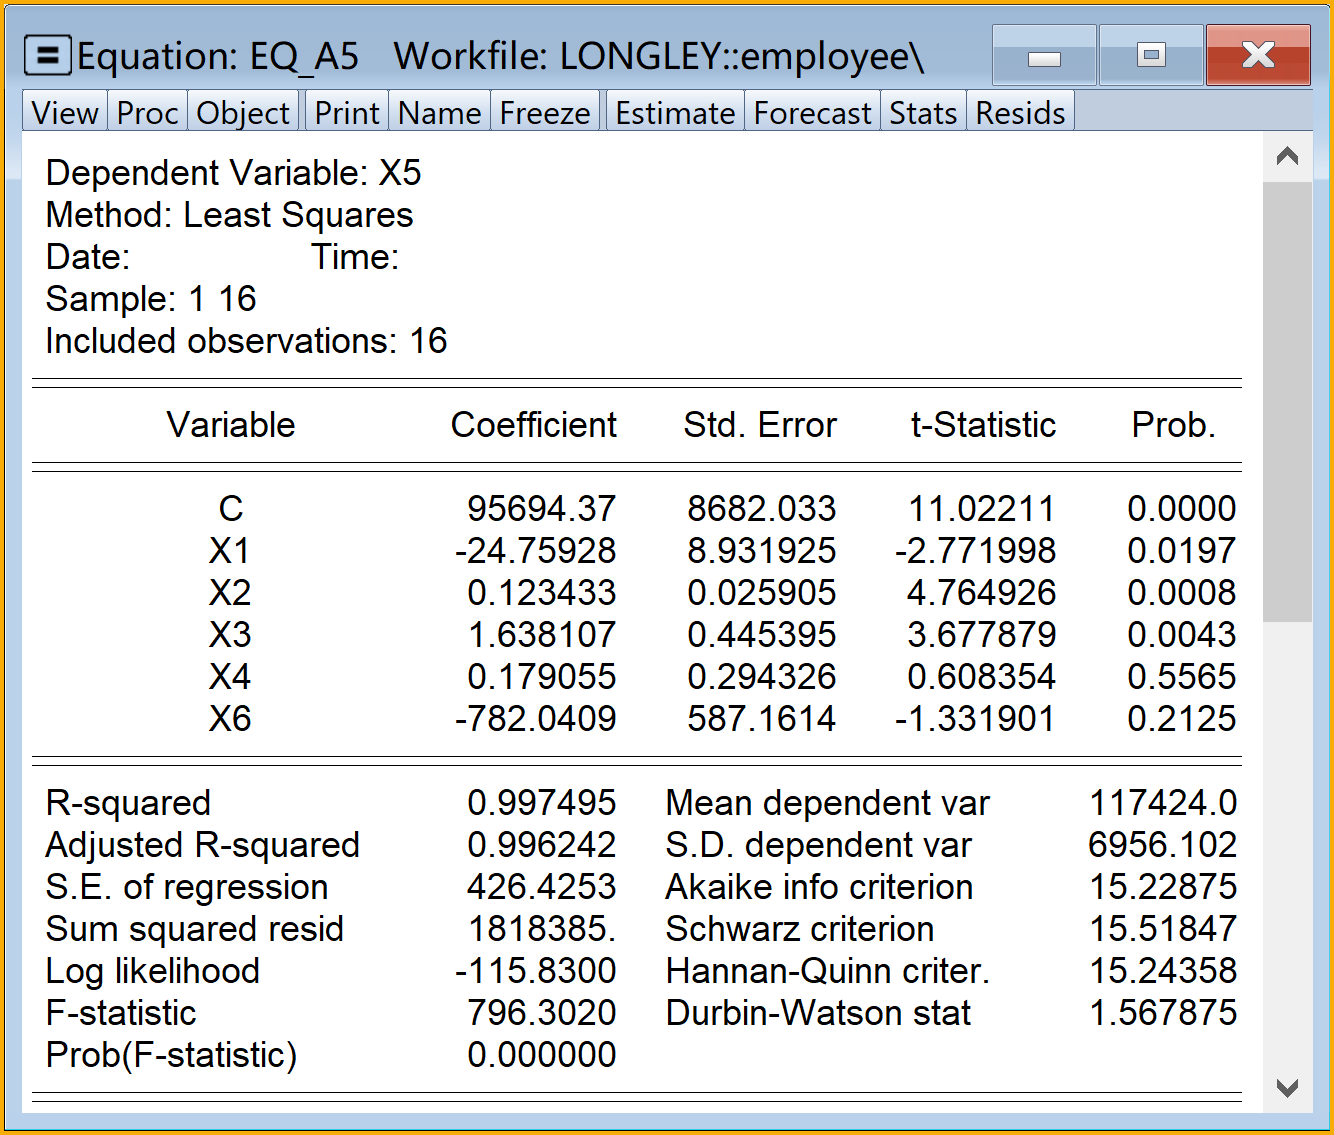 Equation: EQ_A5   Workfile: LONGLEY::employee\
View Proc Object Print Name Freeze Estimate Forecast Stats Resids
Dependent Variable: X5
Method: Least Squares
Date: Time:
Sample: 1 16
Included observations: 16
Variable Coefficient Std. Error t-Statistic Prob.
C 95694.37 8682.033 11.02211 0.0000
X1 -24.75928 8.931925 -2.771998 0.0197
X2 0.123433 0.025905 4.764926 0.0008
X3 1.638107 0.445395 3.677879 0.0043
X4 0.179055 0.294326 0.608354 0.5565
X6 -782.0409 587.1614 -1.331901 0.2125
R-squared 0.997495 Mean dependent var 117424.0
Adjusted R-squared 0.996242 S.D. dependent var 6956.102
S.E. of regression 426.4253 Akaike info criterion 15.22875
Sum squared resid 1818385. Schwarz criterion 15.51847
Log likelihood -115.8300 Hannan-Quinn criter. 15.24358
F-statistic 796.3020 Durbin-Watson stat 1.567875
Prob(F-statistic) 0.000000